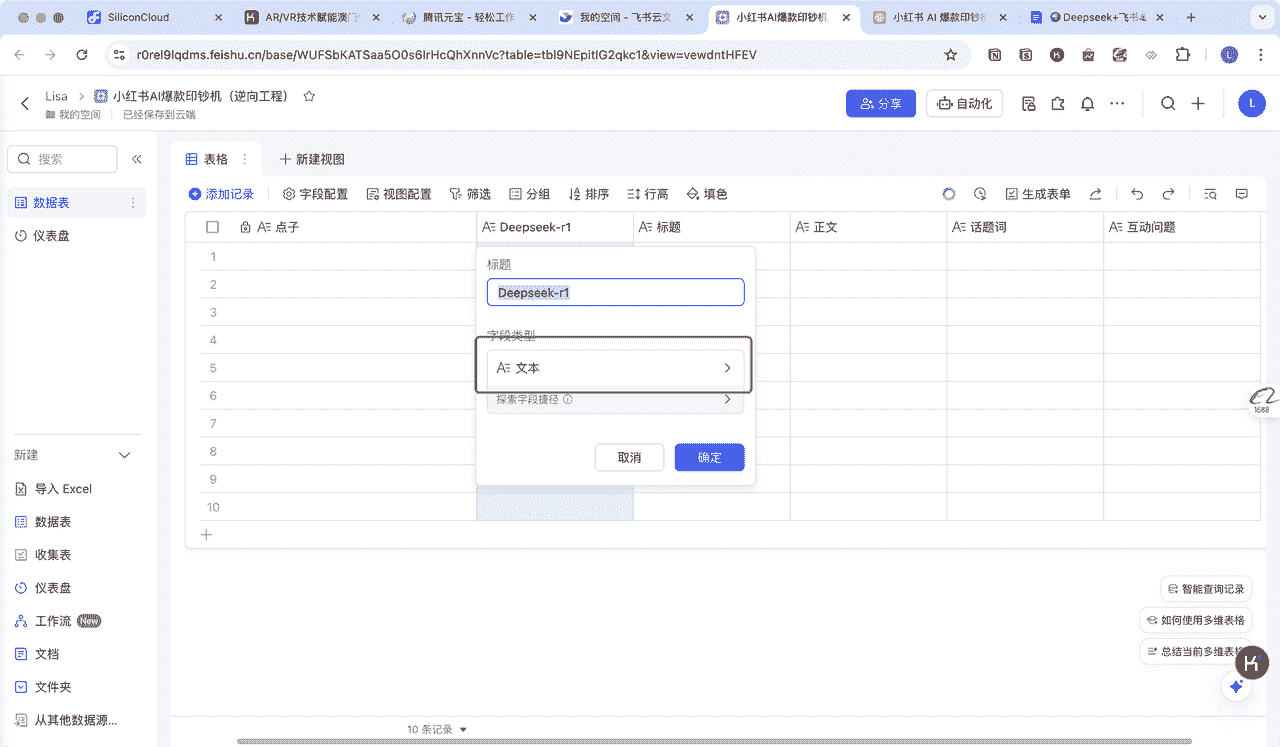 SiliconCloud
AR/VR技术赋能澳门
腾讯元宝 - 轻松工作
我的空间 - 飞书云文
小红书AI爆款印钞机
小红书 AI 爆款印钞
Deepseek+飞书
r0rel9lqdms.feishu.cn/base/WUFSbKATSaa5O0s6IrHcQhXnnVc?table=tbl9NEpitIG2qkc1&view=vewdntHFEV
Lisa
小红书AI爆款印钞机（逆向工程）
我的空间
已经保存到云端
分享
自动化
L
搜索
表格
新建视图
数据表
仪表盘
添加记录
字段配置
视图配置
筛选
分组
排序
行高
填色
生成表单
点子
Deepseek-r1
标题
正文
话题词
互动问题
1
2
3
4
5
6
7
8
9
10
标题
Deepseek-r1
字段类型
文本
探索字段捷径
取消
确定
1688
新建
导入 Excel
数据表
收集表
仪表盘
工作流 New
文档
文件夹
从其他数据源...
智能查询记录
如何使用多维表格
总结当前多维表格
10 条记录